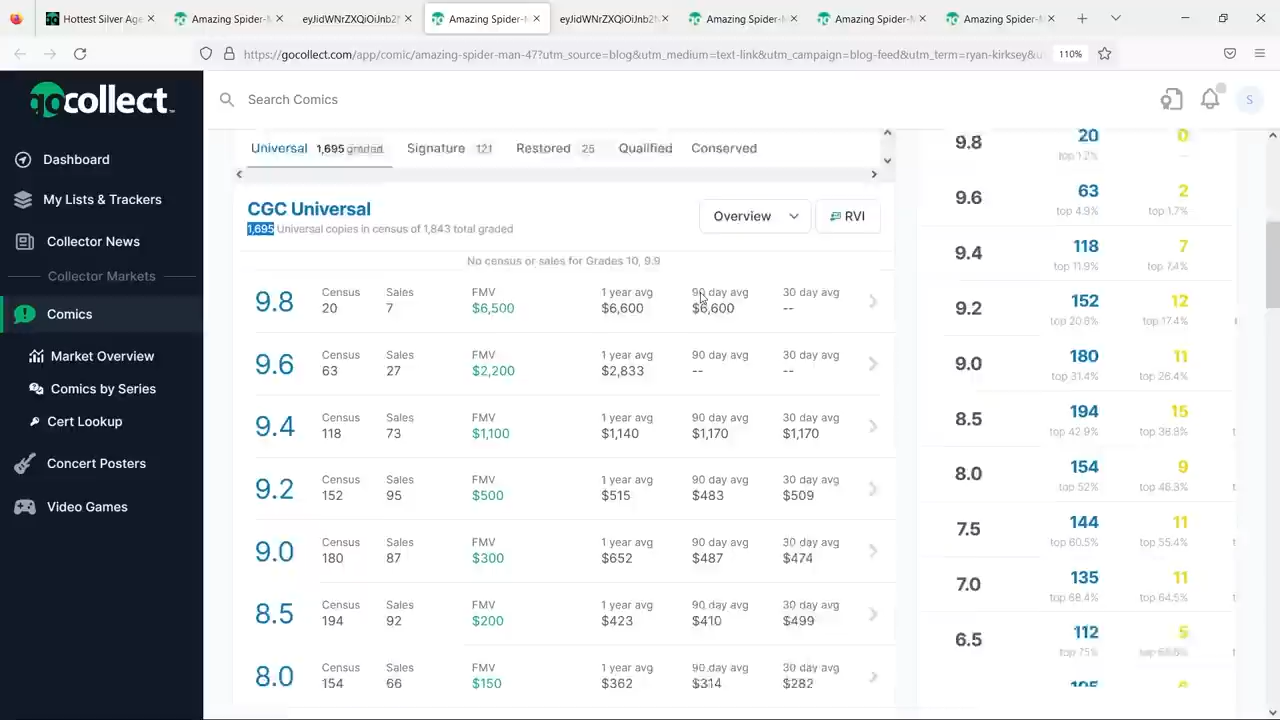 Hottest Silver Age
Amazing Spider-M
eyJidWNrZXQiOiJnb2N
Amazing Spider-M
eyJidWNrZXQiOiJnb2N
Amazing Spider-M
Amazing Spider-M
Amazing Spider-M
https://gocollect.com/app/comic/amazing-spider-man-47?utm_source=blog&utm_medium=text-link&utm_campaign=blog-feed&utm_term=ryan-kirksey&u
110%
gocollect
Search Comics
S
Dashboard
My Lists & Trackers
Collector News
Collector Markets
Comics
Market Overview
Comics by Series
Cert Lookup
Concert Posters
Video Games
Universal 1,695 graded Signature 121 Restored 25 Qualified Conserved
CGC Universal
1,695 Universal copies in census of 1,843 total graded
Overview
RVI
No census or sales for Grades 10, 9.9
9.8
Census Sales FMV 1 year avg 90 day avg 30 day avg
20 7 $6,500 $6,600 $6,600 --
9.6
Census Sales FMV 1 year avg 90 day avg 30 day avg
63 27 $2,200 $2,833 -- --
9.4
Census Sales FMV 1 year avg 90 day avg 30 day avg
118 73 $1,100 $1,140 $1,170 $1,170
9.2
Census Sales FMV 1 year avg 90 day avg 30 day avg
152 95 $500 $515 $483 $509
9.0
Census Sales FMV 1 year avg 90 day avg 30 day avg
180 87 $300 $652 $487 $474
8.5
Census Sales FMV 1 year avg 90 day avg 30 day avg
194 92 $200 $423 $410 $499
8.0
Census Sales FMV 1 year avg 90 day avg 30 day avg
154 66 $150 $362 $314 $282
9.8 20 0
top 1.2% --
9.6 63 2
top 4.9% top 1.7%
9.4 118 7
top 11.9% top 7.4%
9.2 152 12
top 20.8% top 17.4%
9.0 180 11
top 31.4% top 26.4%
8.5 194 15
top 42.9% top 38.8%
8.0 154 9
top 52% top 46.3%
7.5 144 11
top 60.5% top 55.4%
7.0 135 11
top 68.4% top 64.5%
6.5 112 5
top 75%